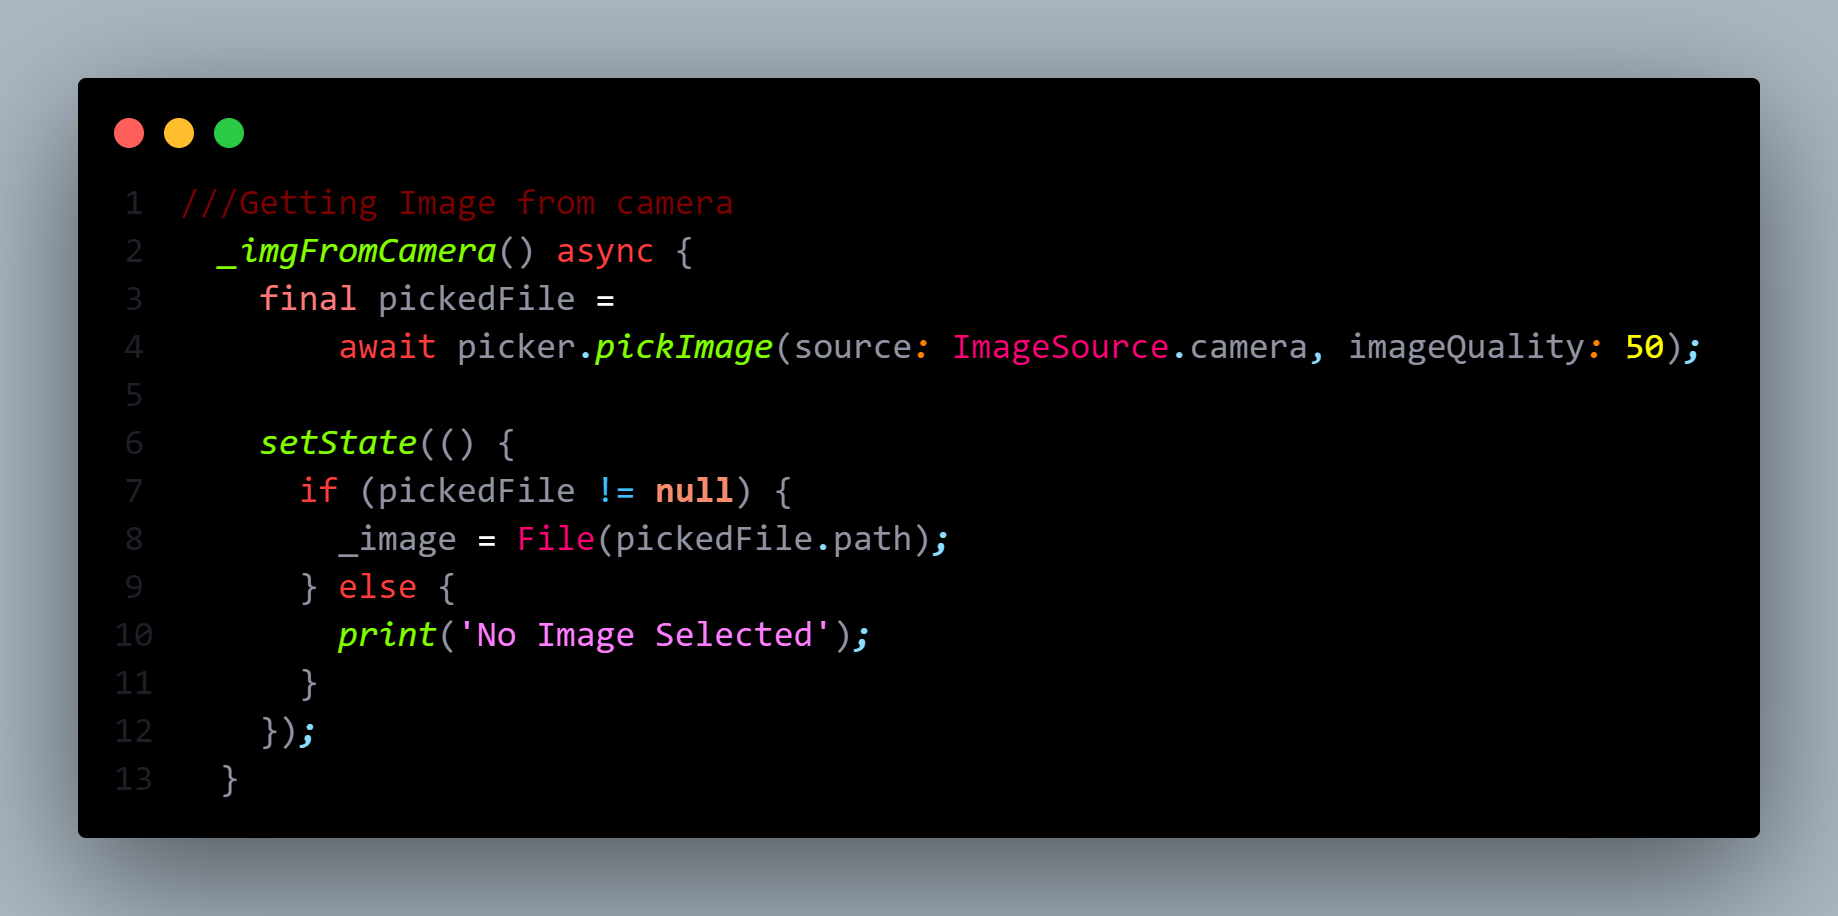 1 ///Getting Image from camera
2   _imgFromCamera() async {
3     final pickedFile =
4         await picker.pickImage(source: ImageSource.camera, imageQuality: 50);
5
6     setState(() {
7       if (pickedFile != null) {
8         _image = File(pickedFile.path);
9       } else {
10         print('No Image Selected');
11       }
12     });
13   }